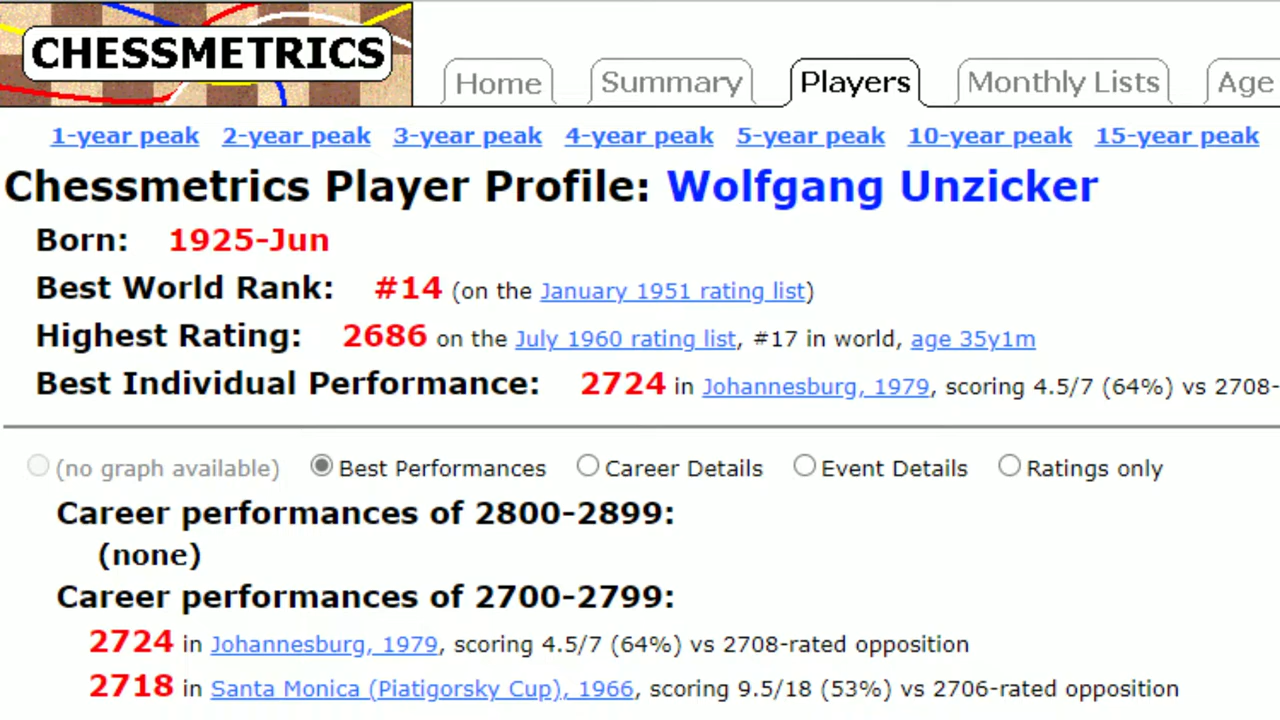 CHESSMETRICS
Home Summary Players Monthly Lists Age
1-year peak 2-year peak 3-year peak 4-year peak 5-year peak 10-year peak 15-year peak
Chessmetrics Player Profile: Wolfgang Unzicker
Born: 1925-Jun
Best World Rank: #14 (on the January 1951 rating list)
Highest Rating: 2686 on the July 1960 rating list, #17 in world, age 35y1m
Best Individual Performance: 2724 in Johannesburg, 1979, scoring 4.5/7 (64%) vs 2708-
(no graph available) Best Performances Career Details Event Details Ratings only
Career performances of 2800-2899:
(none)
Career performances of 2700-2799:
2724 in Johannesburg, 1979, scoring 4.5/7 (64%) vs 2708-rated opposition
2718 in Santa Monica (Piatigorsky Cup), 1966, scoring 9.5/18 (53%) vs 2706-rated opposition